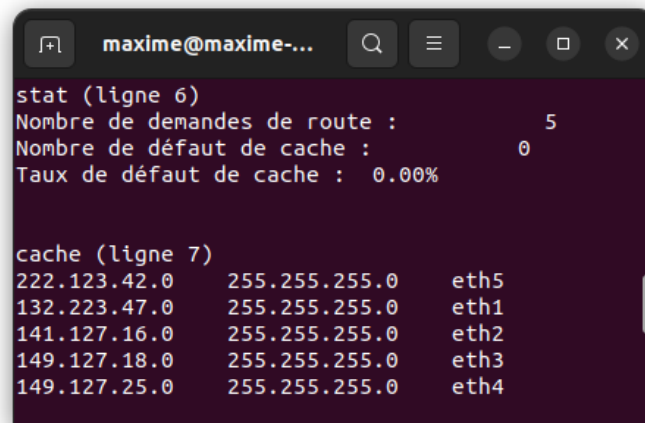 maxime@maxime-...
stat (ligne 6)
Nombre de demandes de route :              5
Nombre de défaut de cache :              0
Taux de défaut de cache :  0.00%
cache (ligne 7)
222.123.42.0    255.255.255.0    eth5
132.223.47.0    255.255.255.0    eth1
141.127.16.0    255.255.255.0    eth2
149.127.18.0    255.255.255.0    eth3
149.127.25.0    255.255.255.0    eth4